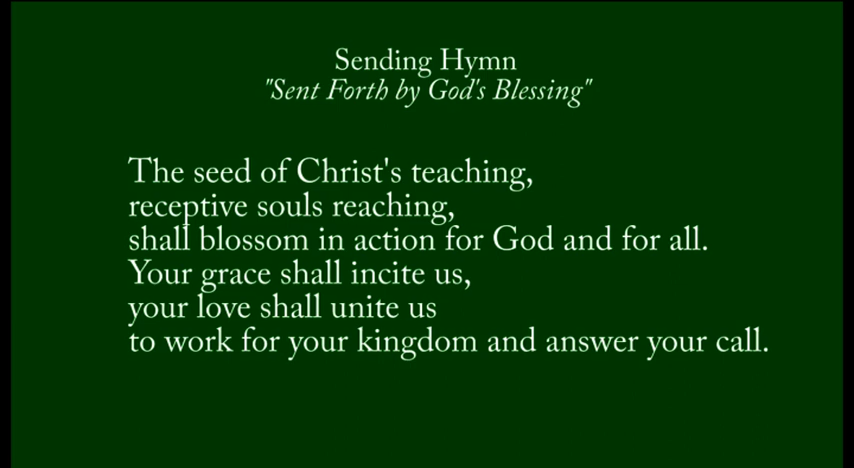 Sending Hymn
"Sent Forth by God's Blessing"
The seed of Christ's teaching,
receptive souls reaching,
shall blossom in action for God and for all.
Your grace shall incite us,
your love shall unite us
to work for your kingdom and answer your call.